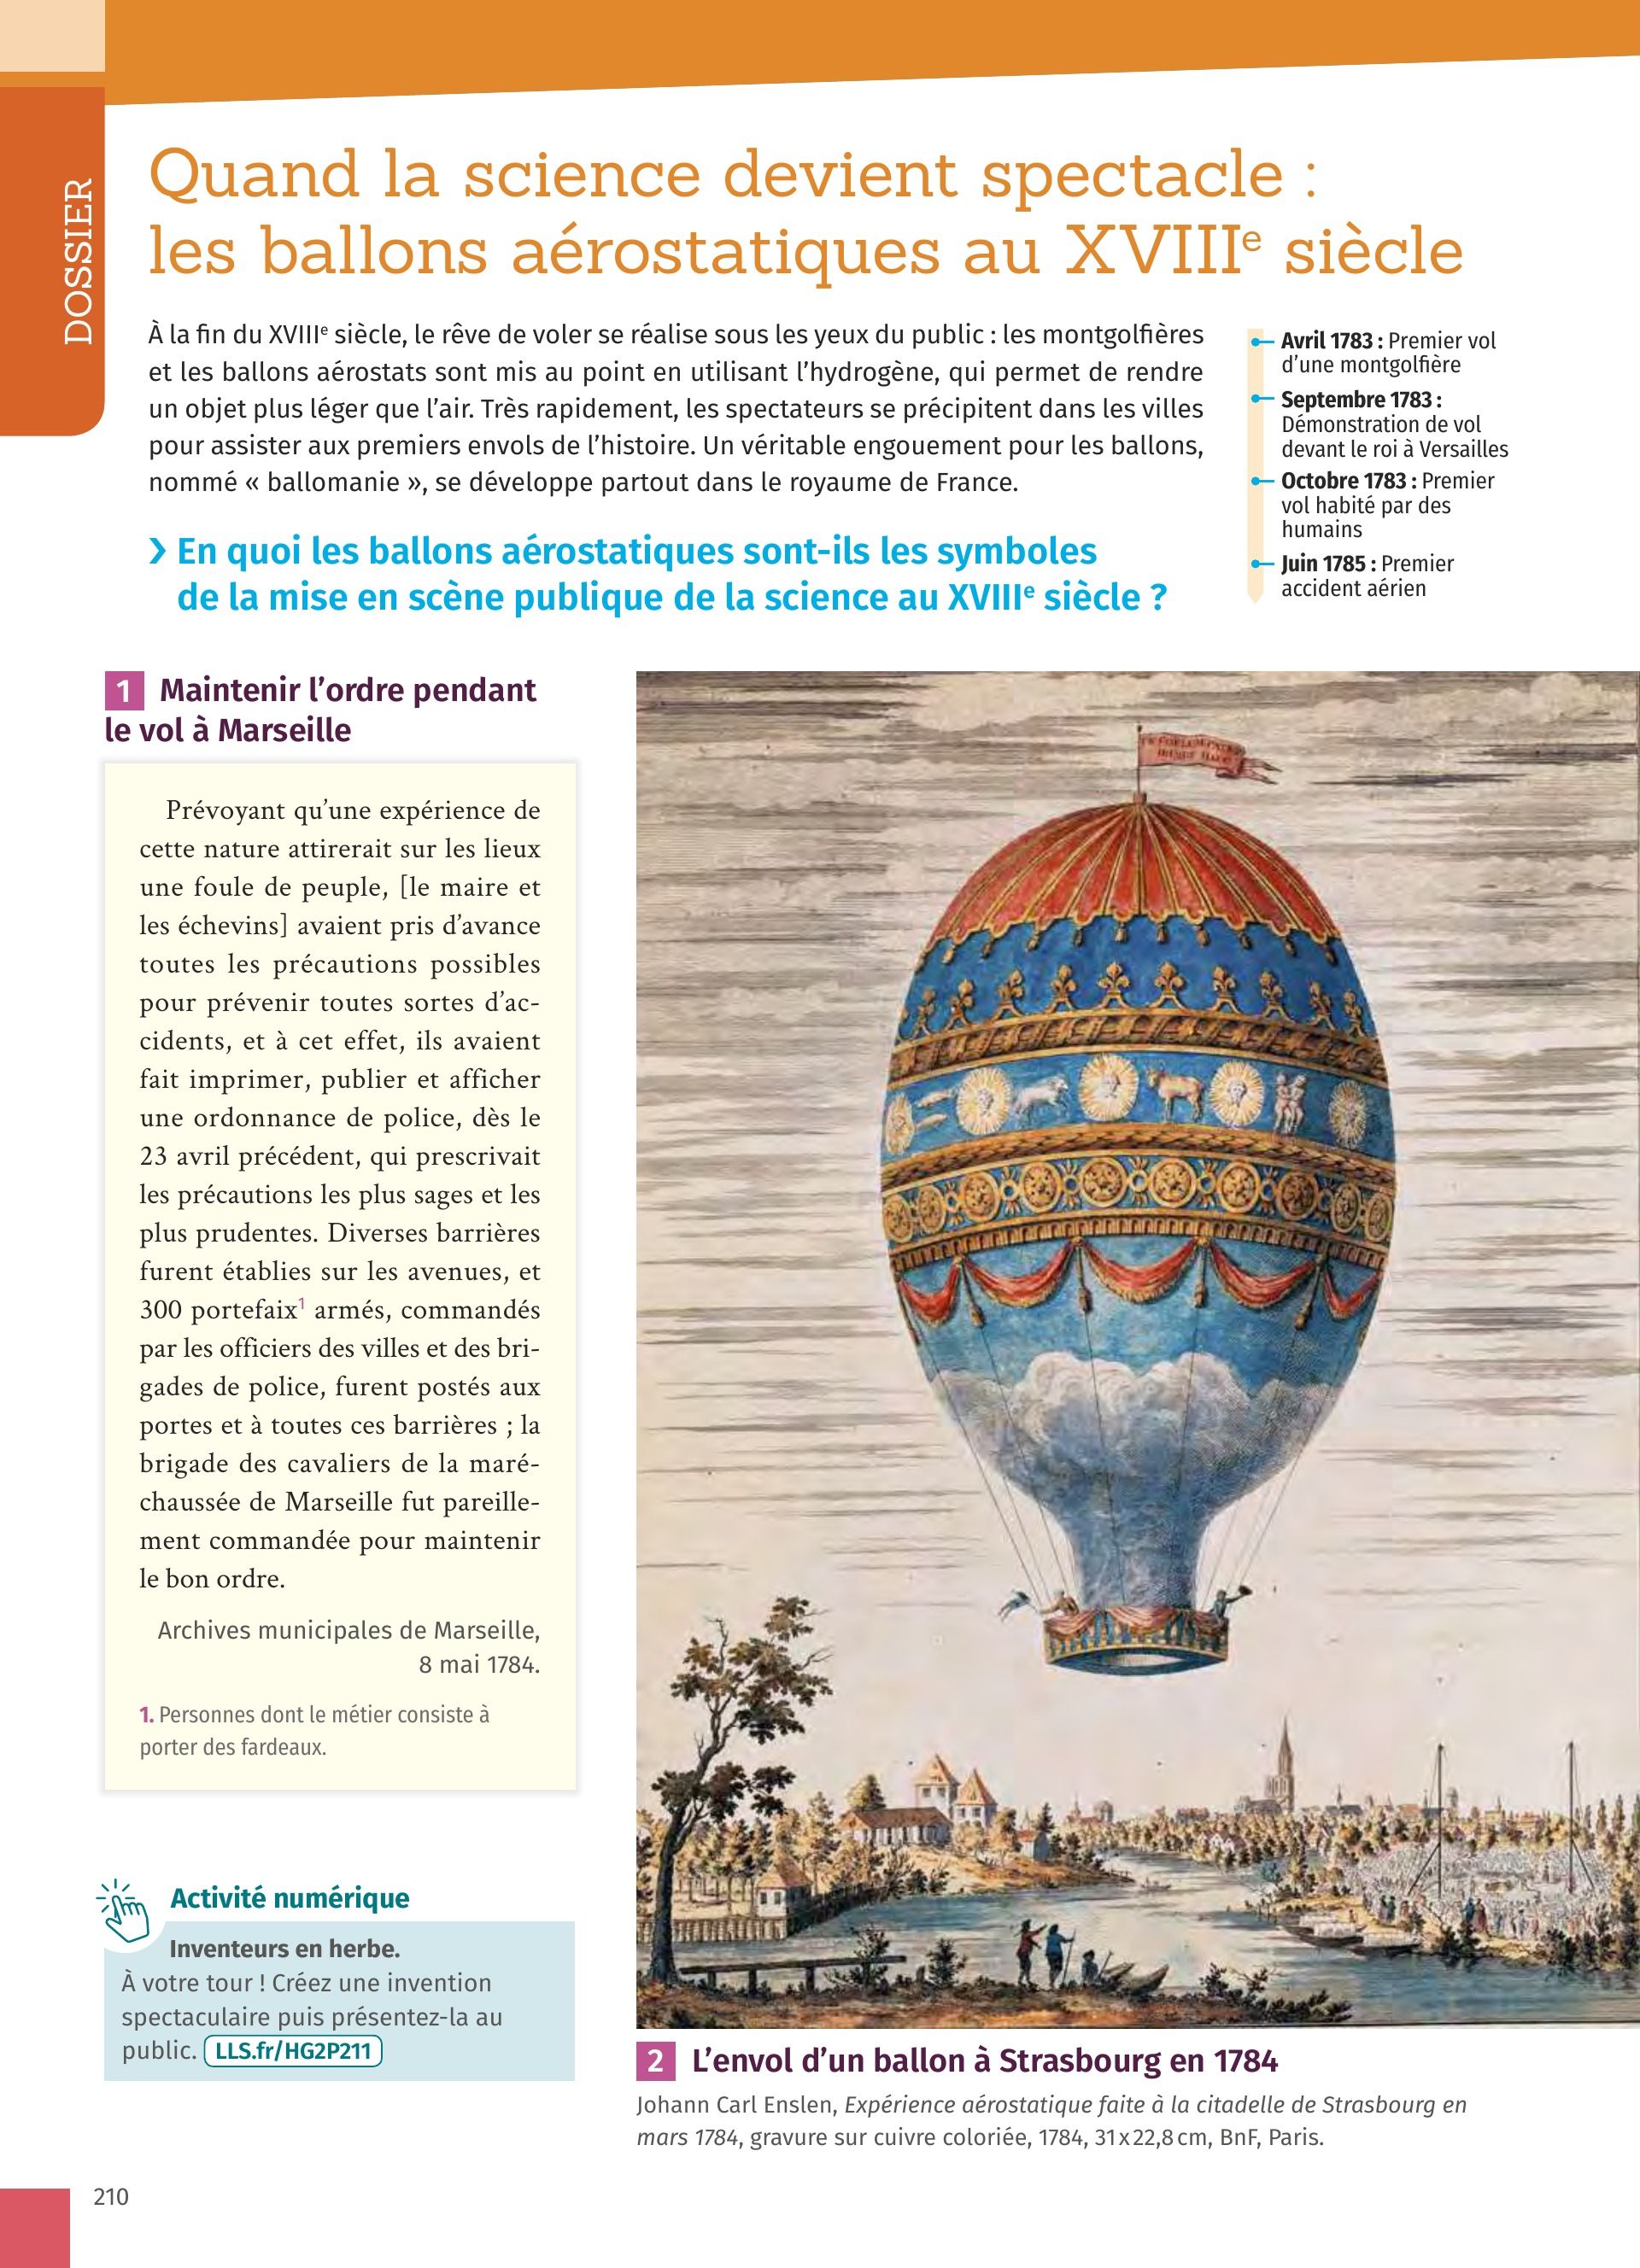 DOSSIER
Quand la science devient spectacle :
les ballons aérostatiques au XVIIIe siècle
À la fin du XVIIIe siècle, le rêve de voler se réalise sous les yeux du public : les montgolfières
et les ballons aérostats sont mis au point en utilisant l’hydrogène, qui permet de rendre
un objet plus léger que l’air. Très rapidement, les spectateurs se précipitent dans les villes
pour assister aux premiers envols de l’histoire. Un véritable engouement pour les ballons,
nommé « ballomanie », se développe partout dans le royaume de France.
❯ En quoi les ballons aérostatiques sont-ils les symboles
de la mise en scène publique de la science au XVIIIe siècle ?
Avril 1783 : Premier vol
d’une montgolfière
Septembre 1783 :
Démonstration de vol
devant le roi à Versailles
Octobre 1783 : Premier
vol habité par des
humains
Juin 1785 : Premier
accident aérien
1 Maintenir l’ordre pendant
le vol à Marseille
Prévoyant qu’une expérience de
cette nature attirerait sur les lieux
une foule de peuple, [le maire et
les échevins] avaient pris d’avance
toutes les précautions possibles
pour prévenir toutes sortes d’ac-
cidents, et à cet effet, ils avaient
fait imprimer, publier et afficher
une ordonnance de police, dès le
23 avril précédent, qui prescrivait
les précautions les plus sages et les
plus prudentes. Diverses barrières
furent établies sur les avenues, et
300 portefaix1 armés, commandés
par les officiers des villes et des bri-
gades de police, furent postés aux
portes et à toutes ces barrières ; la
brigade des cavaliers de la maré-
chaussée de Marseille fut pareille-
ment commandée pour maintenir
le bon ordre.
Archives municipales de Marseille,
8 mai 1784.
1. Personnes dont le métier consiste à
porter des fardeaux.
Activité numérique
Inventeurs en herbe.
À votre tour ! Créez une invention
spectaculaire puis présentez-la au
public. LLS.fr/HG2P211
2 L’envol d’un ballon à Strasbourg en 1784
Johann Carl Enslen, Expérience aérostatique faite à la citadelle de Strasbourg en
mars 1784, gravure sur cuivre coloriée, 1784, 31 x 22,8 cm, BnF, Paris.
210